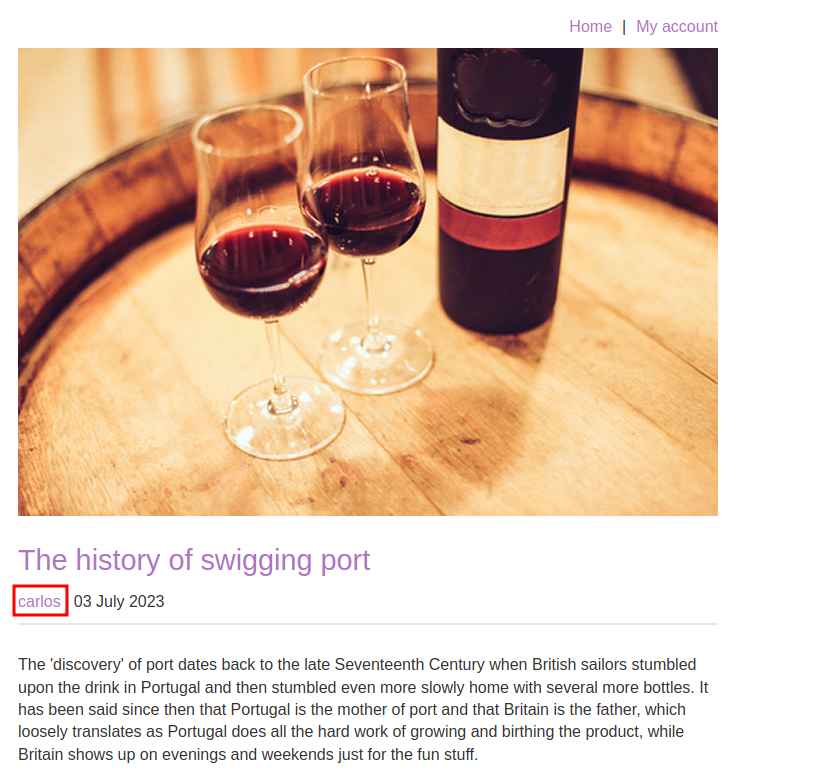 Home | My account
The history of swigging port
carlos 03 July 2023
The 'discovery' of port dates back to the late Seventeenth Century when British sailors stumbled
upon the drink in Portugal and then stumbled even more slowly home with several more bottles. It
has been said since then that Portugal is the mother of port and that Britain is the father, which
loosely translates as Portugal does all the hard work of growing and birthing the product, while
Britain shows up on evenings and weekends just for the fun stuff.